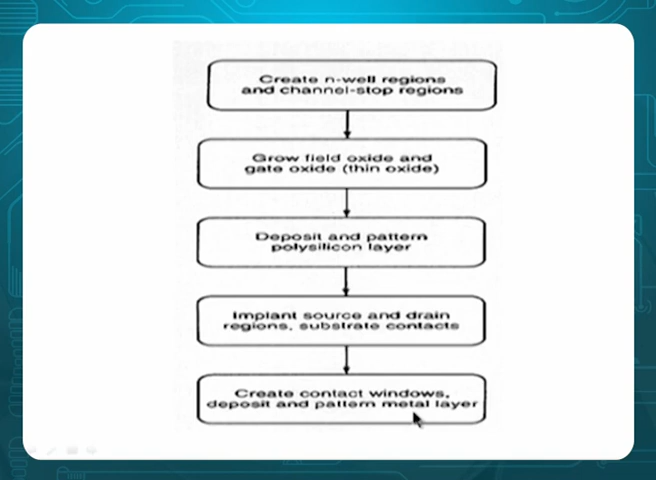 Create n-well regions
and channel-stop regions
Grow field oxide and
gate oxide (thin oxide)
Deposit and pattern
polysilicon layer
Implant source and drain
regions, substrate contacts
Create contact windows,
deposit and pattern metal layer